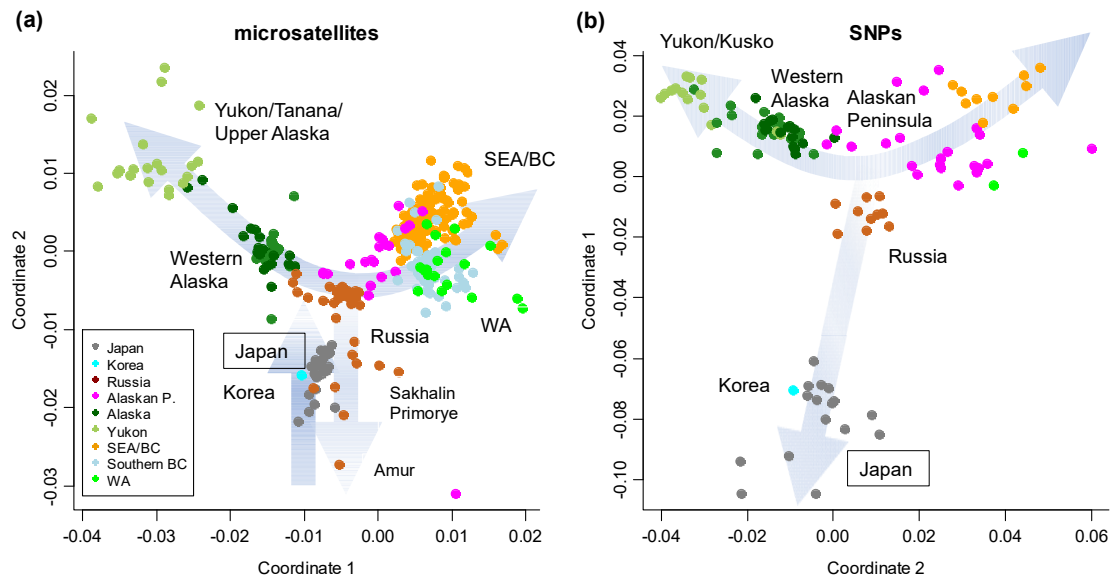 (a)
microsatellites
Coordinate 2
0.02
0.01
0.00
-0.01
-0.02
-0.03
Yukon/Tanana/
Upper Alaska
SEA/BC
Western
Alaska
WA
Russia
Japan
Korea
Sakhalin
Primorye
Amur
Japan
Korea
Russia
Alaskan P.
Alaska
Yukon
SEA/BC
Southern BC
WA
-0.04
-0.03
-0.02
-0.01
0.00
0.01
0.02
Coordinate 1
(b)
SNPs
Coordinate 1
0.04
0.02
0.00
-0.02
-0.04
-0.06
-0.08
-0.10
Yukon/Kusko
Western
Alaska
Alaskan
Peninsula
Russia
Korea
Japan
-0.04
-0.02
0.00
0.02
0.04
0.06
Coordinate 2